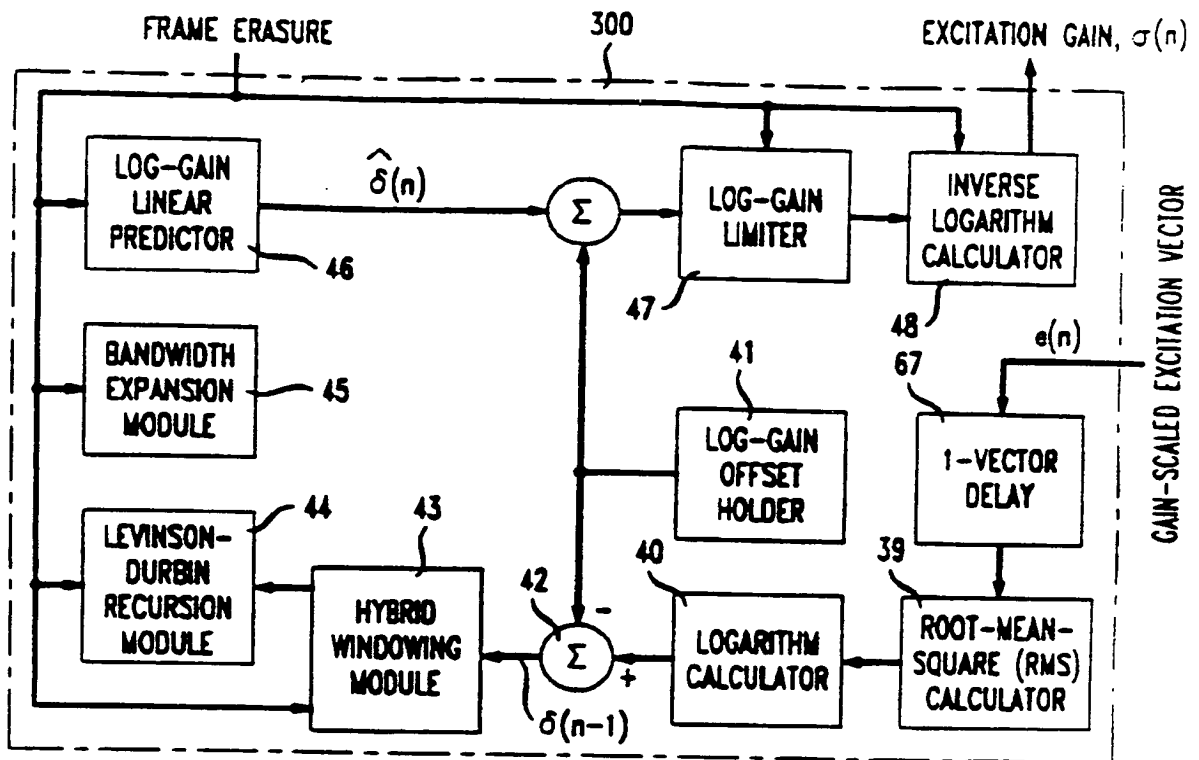 FRAME ERASURE
300
EXCITATION GAIN, σ(n)
LOG-GAIN
LINEAR
PREDICTOR
46
δ̂(n)
Σ
LOG-GAIN
LIMITER
47
INVERSE
LOGARITHM
CALCULATOR
48
GAIN-SCALED EXCITATION VECTOR
e(n)
67
BANDWIDTH
EXPANSION
MODULE
45
41
LOG-GAIN
OFFSET
HOLDER
1-VECTOR
DELAY
LEVINSON-
DURBIN
RECURSION
MODULE
44
43
HYBRID
WINDOWING
MODULE
42
-
Σ
+
δ(n-1)
40
LOGARITHM
CALCULATOR
39
ROOT-MEAN-
SQUARE (RMS)
CALCULATOR